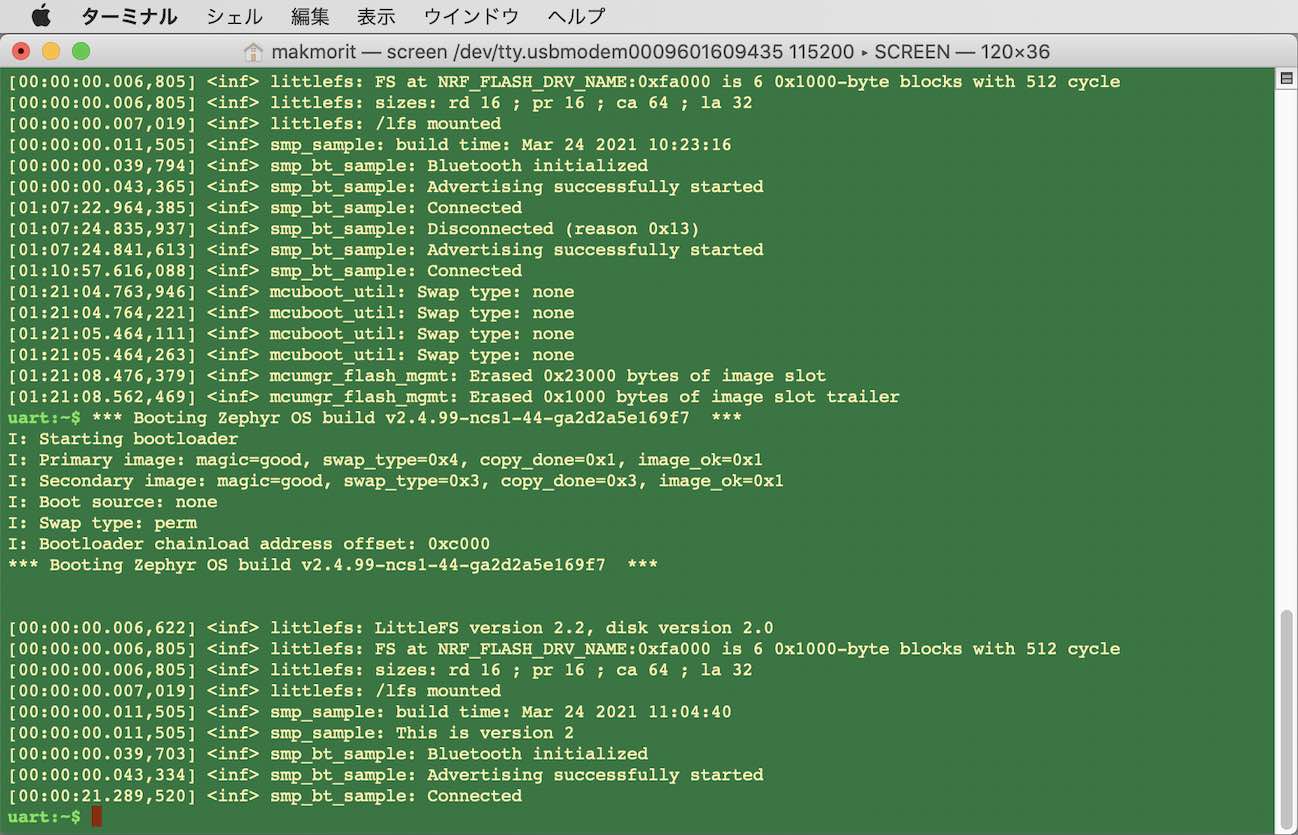 ターミナル シェル 編集 表示 ウインドウ ヘルプ
makmorit — screen /dev/tty.usbmodem0009601609435 115200 ▸ SCREEN — 120×36
[00:00:00.006,805] <inf> littlefs: FS at NRF_FLASH_DRV_NAME:0xfa000 is 6 0x1000-byte blocks with 512 cycle
[00:00:00.006,805] <inf> littlefs: sizes: rd 16 ; pr 16 ; ca 64 ; la 32
[00:00:00.007,019] <inf> littlefs: /lfs mounted
[00:00:00.011,505] <inf> smp_sample: build time: Mar 24 2021 10:23:16
[00:00:00.039,794] <inf> smp_bt_sample: Bluetooth initialized
[00:00:00.043,365] <inf> smp_bt_sample: Advertising successfully started
[01:07:22.964,385] <inf> smp_bt_sample: Connected
[01:07:24.835,937] <inf> smp_bt_sample: Disconnected (reason 0x13)
[01:07:24.841,613] <inf> smp_bt_sample: Advertising successfully started
[01:10:57.616,088] <inf> smp_bt_sample: Connected
[01:21:04.763,946] <inf> mcuboot_util: Swap type: none
[01:21:04.764,221] <inf> mcuboot_util: Swap type: none
[01:21:05.464,111] <inf> mcuboot_util: Swap type: none
[01:21:05.464,263] <inf> mcuboot_util: Swap type: none
[01:21:08.476,379] <inf> mcumgr_flash_mgmt: Erased 0x23000 bytes of image slot
[01:21:08.562,469] <inf> mcumgr_flash_mgmt: Erased 0x1000 bytes of image slot trailer
uart:~$ *** Booting Zephyr OS build v2.4.99-ncs1-44-ga2d2a5e169f7  ***
I: Starting bootloader
I: Primary image: magic=good, swap_type=0x4, copy_done=0x1, image_ok=0x1
I: Secondary image: magic=good, swap_type=0x3, copy_done=0x3, image_ok=0x1
I: Boot source: none
I: Swap type: perm
I: Bootloader chainload address offset: 0xc000
*** Booting Zephyr OS build v2.4.99-ncs1-44-ga2d2a5e169f7  ***
[00:00:00.006,622] <inf> littlefs: LittleFS version 2.2, disk version 2.0
[00:00:00.006,805] <inf> littlefs: FS at NRF_FLASH_DRV_NAME:0xfa000 is 6 0x1000-byte blocks with 512 cycle
[00:00:00.006,805] <inf> littlefs: sizes: rd 16 ; pr 16 ; ca 64 ; la 32
[00:00:00.007,019] <inf> littlefs: /lfs mounted
[00:00:00.011,505] <inf> smp_sample: build time: Mar 24 2021 11:04:40
[00:00:00.011,505] <inf> smp_sample: This is version 2
[00:00:00.039,703] <inf> smp_bt_sample: Bluetooth initialized
[00:00:00.043,334] <inf> smp_bt_sample: Advertising successfully started
[00:00:21.289,520] <inf> smp_bt_sample: Connected
uart:~$